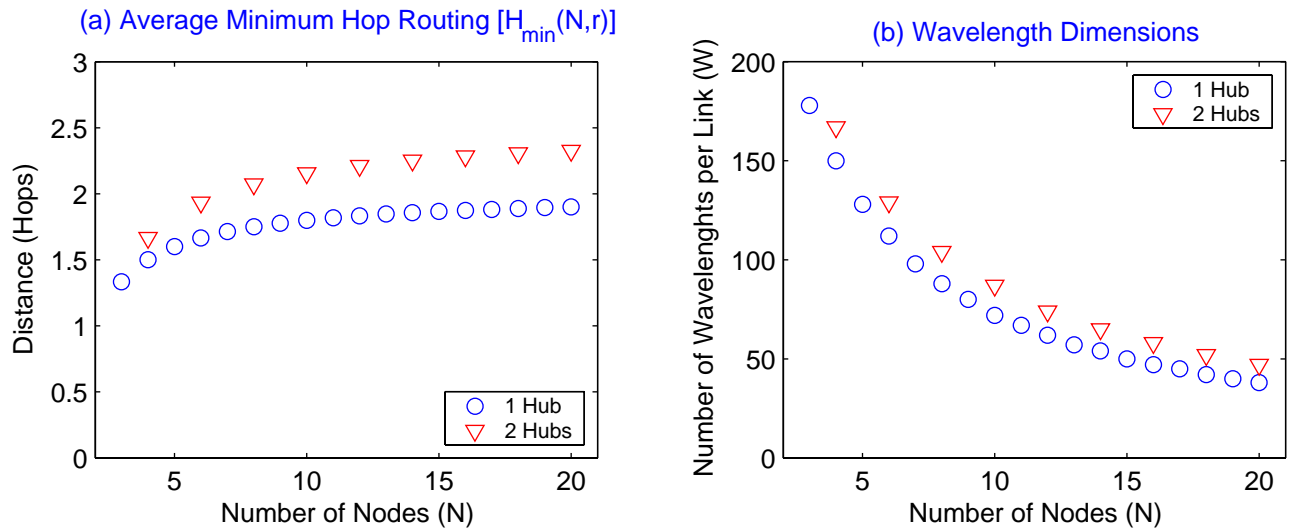 (a) Average Minimum Hop Routing [H_min(N,r)]
3
2.5
2
1.5
1
0.5
0
Distance (Hops)
1 Hub
2 Hubs
5
10
15
20
Number of Nodes (N)
(b) Wavelength Dimensions
200
150
100
50
0
Number of Wavelenghts per Link (W)
1 Hub
2 Hubs
5
10
15
20
Number of Nodes (N)